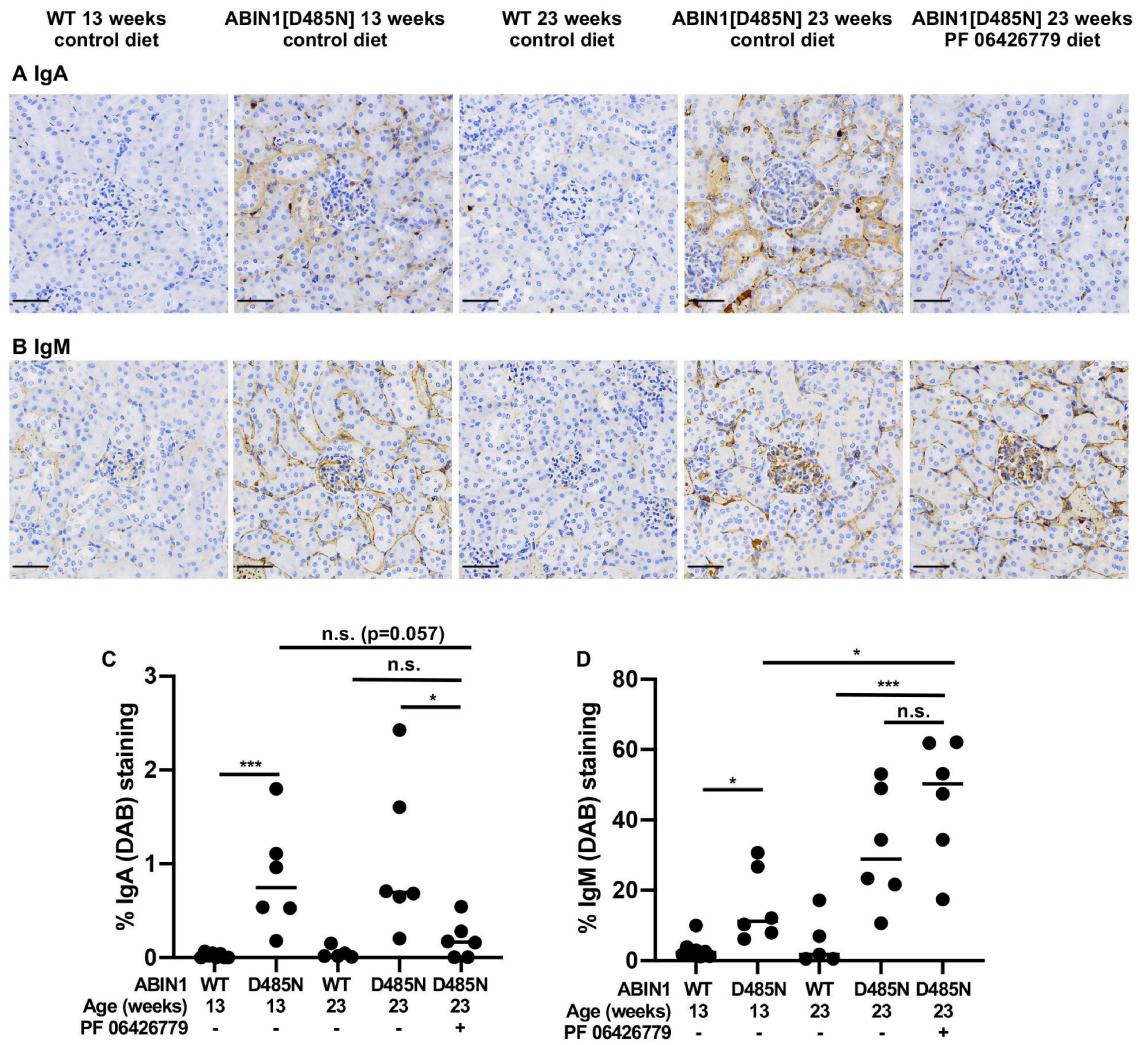 WT 13 weeks control diet
ABIN1[D485N] 13 weeks control diet
WT 23 weeks control diet
ABIN1[D485N] 23 weeks control diet
ABIN1[D485N] 23 weeks PF 06426779 diet
A IgA
B IgM
C
n.s. (p=0.057)
n.s.
*
***
% IgA (DAB) staining
3
2
1
0
ABIN1 WT D485N WT D485N D485N
Age (weeks) 13 13 23 23 23
PF 06426779 - - - - +
D
*
***
n.s.
*
% IgM (DAB) staining
80
60
40
20
0
ABIN1 WT D485N WT D485N D485N
Age (weeks) 13 13 23 23 23
PF 06426779 - - - - +